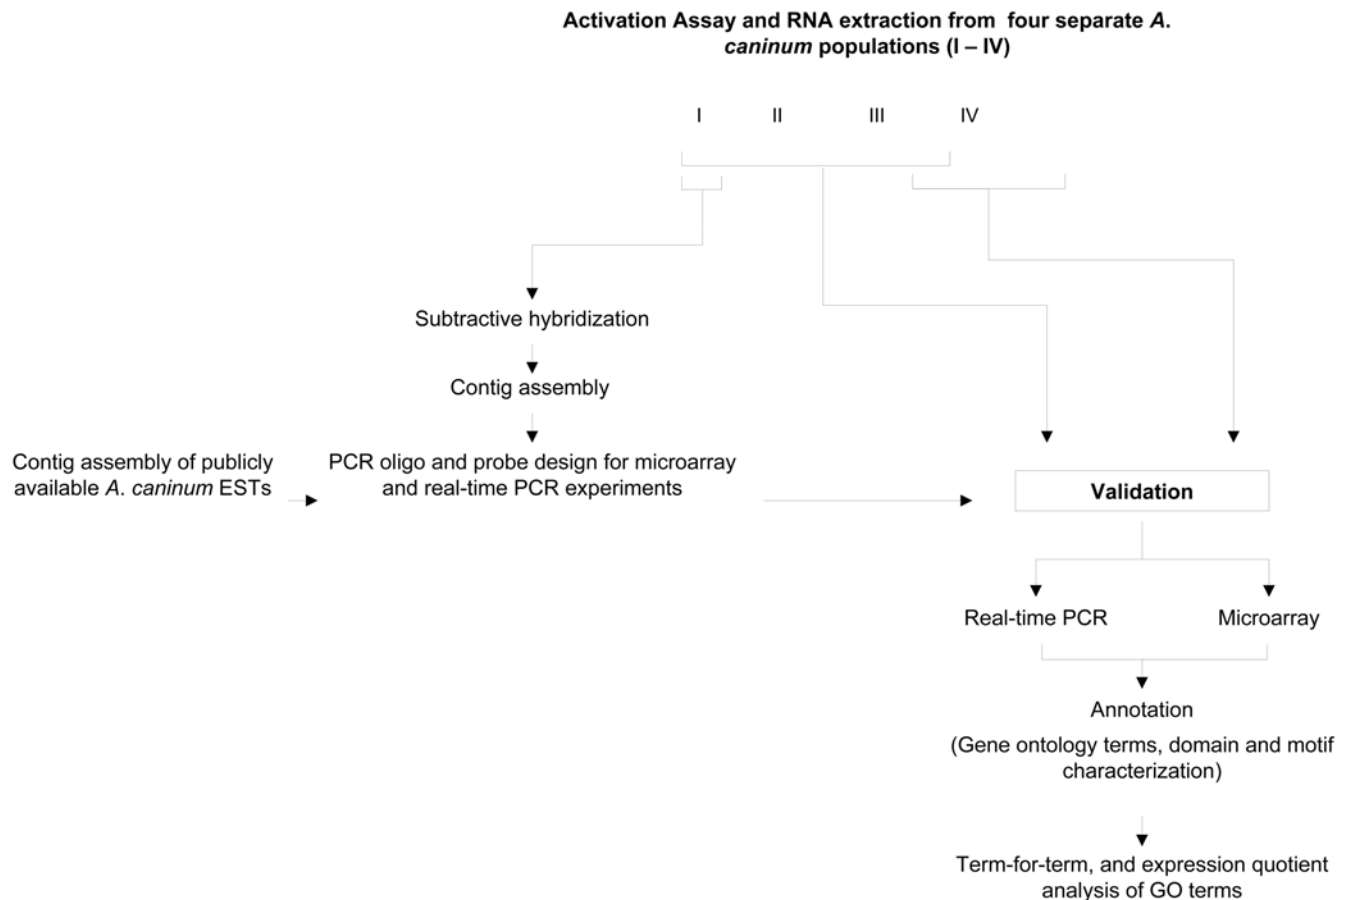 Activation Assay and RNA extraction from four separate A.
caninum populations (I – IV)
I II III IV
Subtractive hybridization
Contig assembly
Contig assembly of publicly
available A. caninum ESTs
PCR oligo and probe design for microarray
and real-time PCR experiments
Validation
Real-time PCR
Microarray
Annotation
(Gene ontology terms, domain and motif
characterization)
Term-for-term, and expression quotient
analysis of GO terms